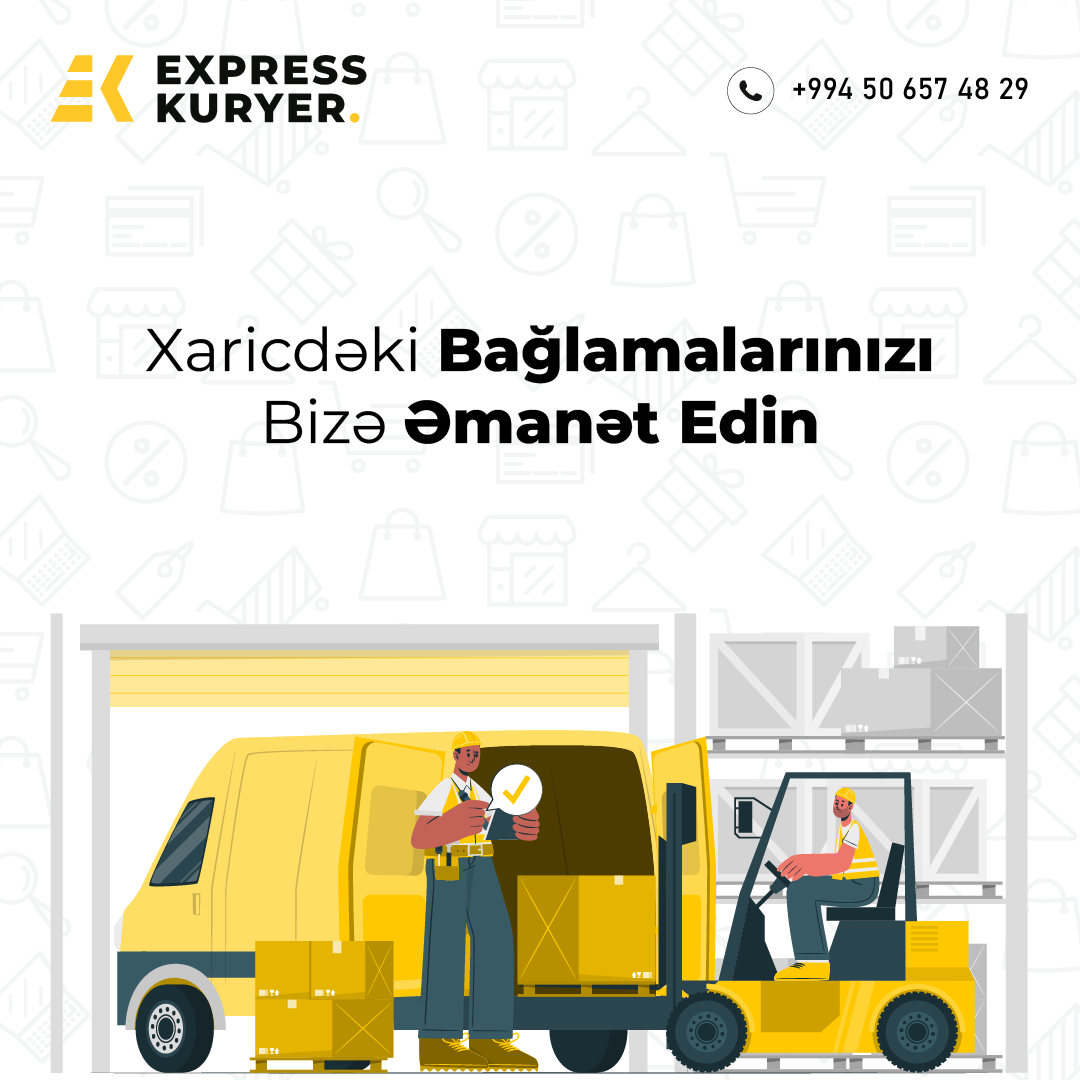 EXPRESS
KURYER.
+994 50 657 48 29
Xaricdəki Bağlamalarınızı
Bizə Əmanət Edin